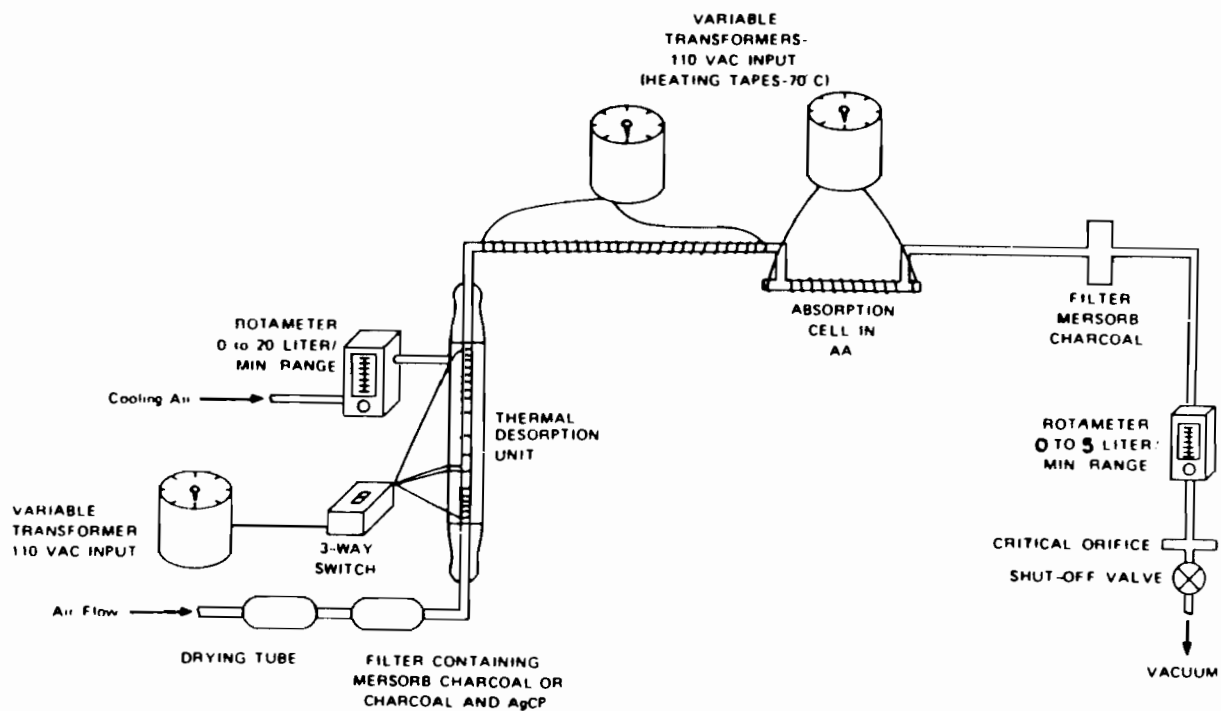 VARIABLE
TRANSFORMERS-
110 VAC INPUT
(HEATING TAPES-70°C)
ROTAMETER
0 to 20 LITER/
MIN RANGE
Cooling Air
ABSORPTION
CELL IN
AA
FILTER
MERSORB
CHARCOAL
THERMAL
DESORPTION
UNIT
ROTAMETER
0 TO 5 LITER/
MIN RANGE
VARIABLE
TRANSFORMER
110 VAC INPUT
3-WAY
SWITCH
CRITICAL ORIFICE
SHUT-OFF VALVE
Air Flow
DRYING TUBE
FILTER CONTAINING
MERSORB CHARCOAL OR
CHARCOAL AND AgCP
VACUUM